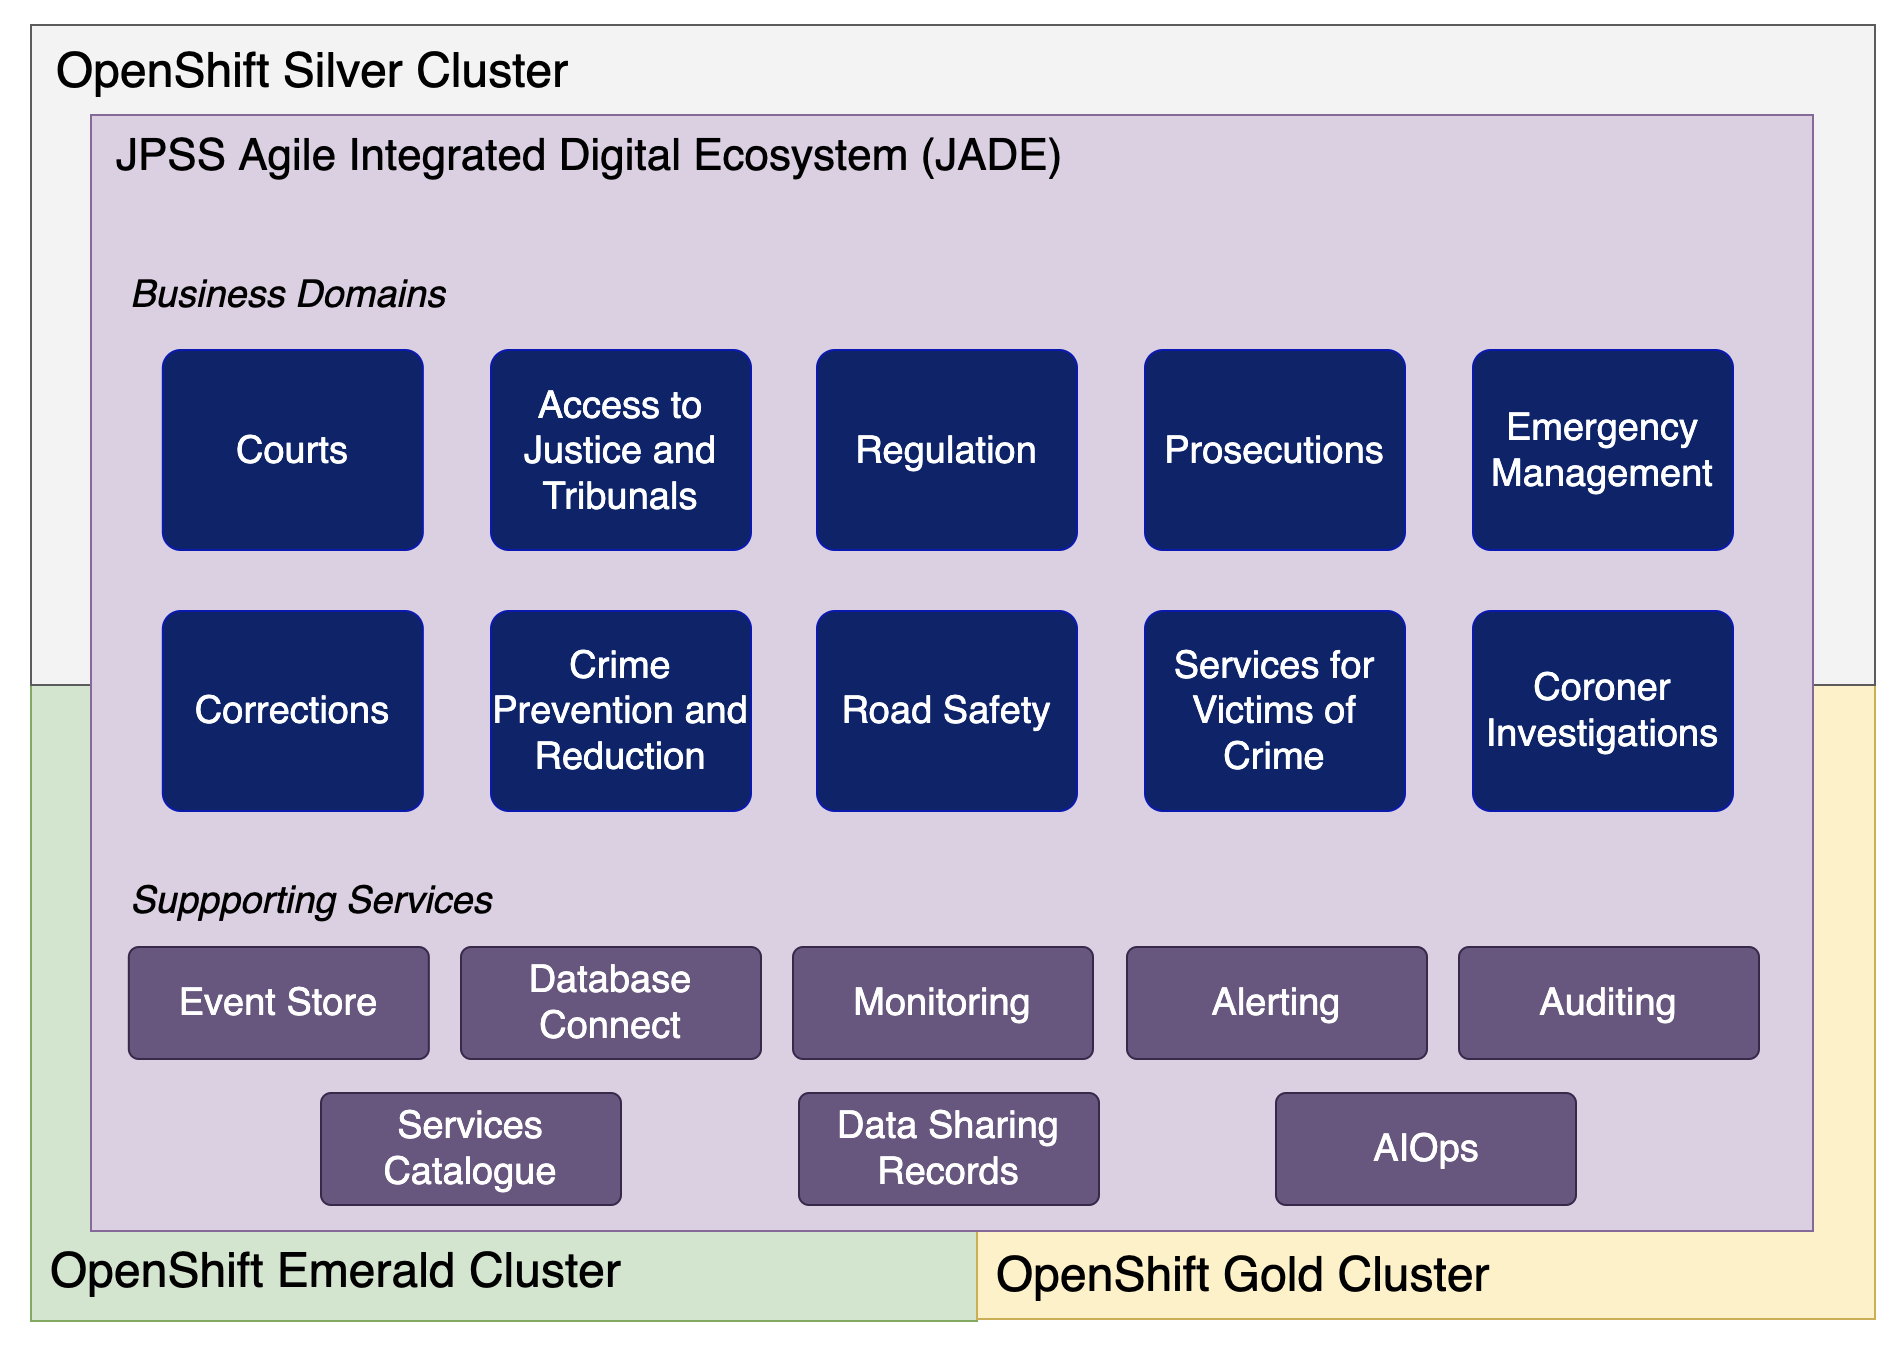 OpenShift Silver Cluster
JPSS Agile Integrated Digital Ecosystem (JADE)
Business Domains
Courts
Access to
Justice and
Tribunals
Regulation
Prosecutions
Emergency
Management
Corrections
Crime
Prevention and
Reduction
Road Safety
Services for
Victims of
Crime
Coroner
Investigations
Suppporting Services
Event Store
Database
Connect
Monitoring
Alerting
Auditing
Services
Catalogue
Data Sharing
Records
AIOps
OpenShift Emerald Cluster
OpenShift Gold Cluster